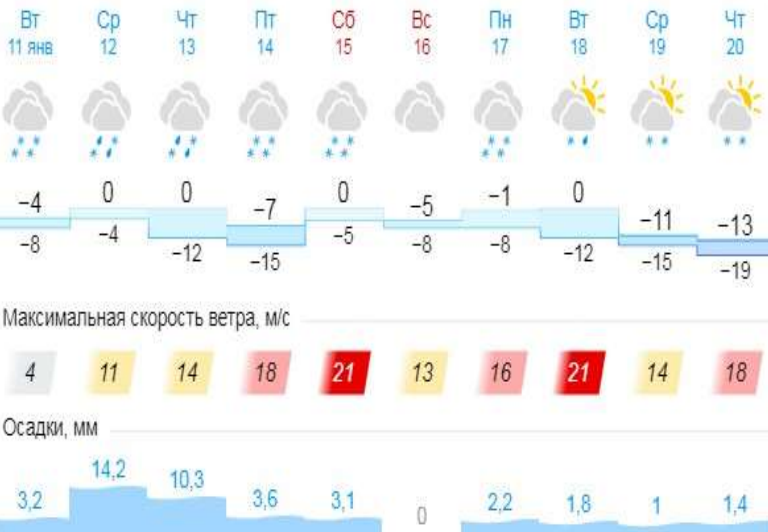 Вт Ср Чт Пт Сб Вс Пн Вт Ср Чт
11 янв 12 13 14 15 16 17 18 19 20
−4 0 0 −7 0 −5 −1 0 −11 −13
−8 −4 −12 −15 −5 −8 −8 −12 −15 −19
Максимальная скорость ветра, м/с
4 11 14 18 21 13 16 21 14 18
Осадки, мм
3,2 14,2 10,3 3,6 3,1 0 2,2 1,8 1 1,4